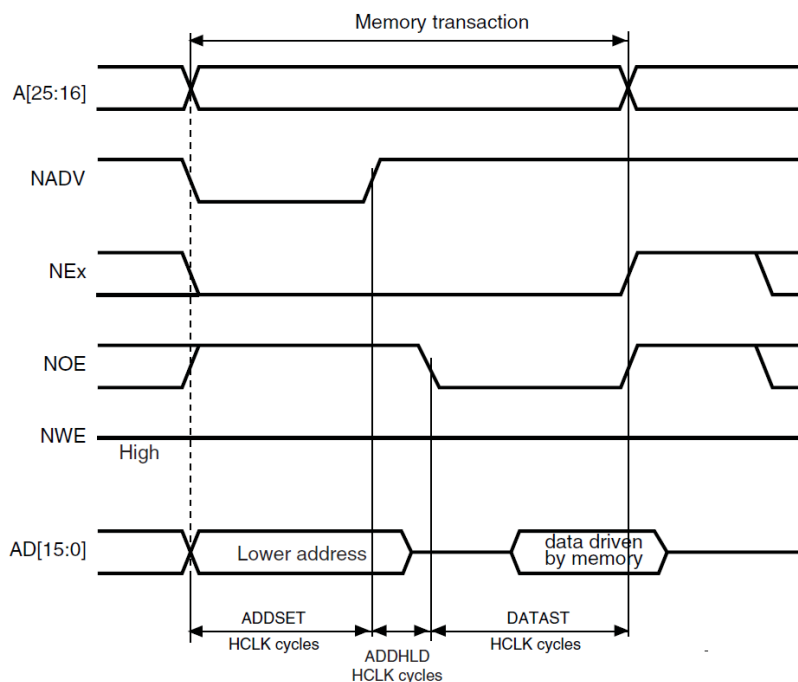 Memory transaction
A[25:16]
NADV
NEx
NOE
NWE
High
AD[15:0]
Lower address
data driven
by memory
ADDSET
HCLK cycles
ADDHLD
HCLK cycles
DATAST
HCLK cycles